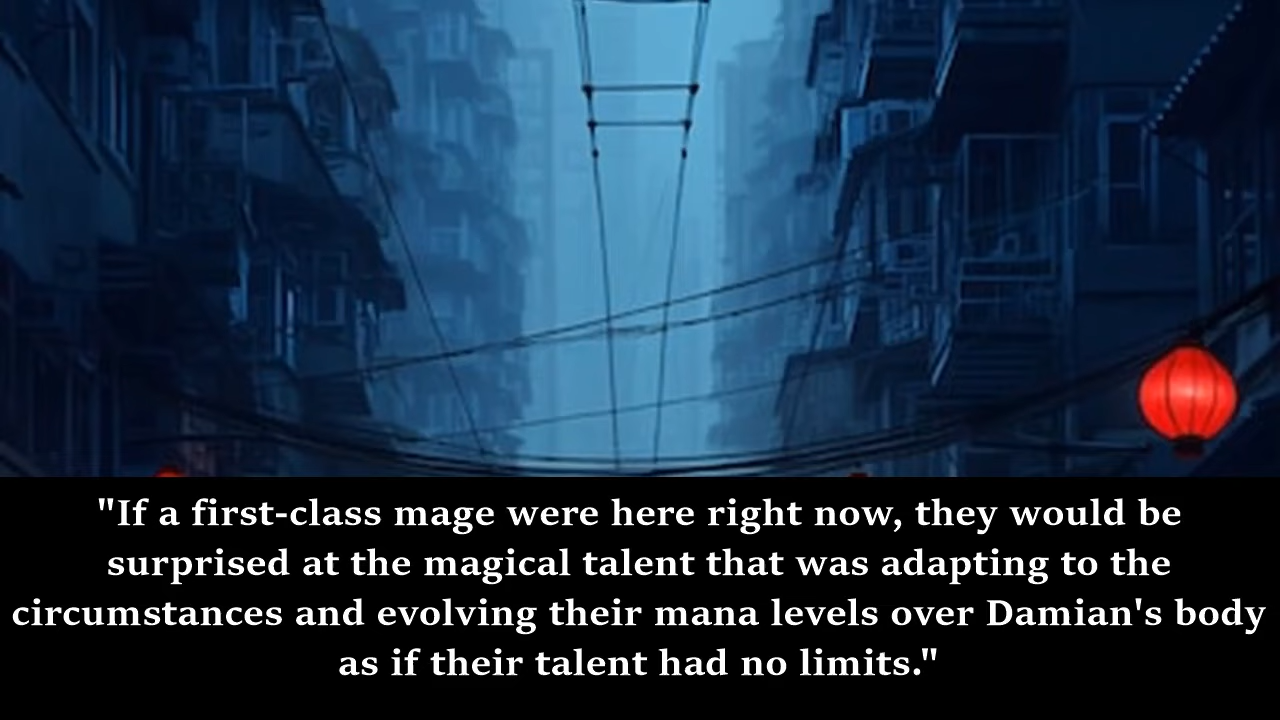 "If a first-class mage were here right now, they would be
surprised at the magical talent that was adapting to the
circumstances and evolving their mana levels over Damian's body
as if their talent had no limits."